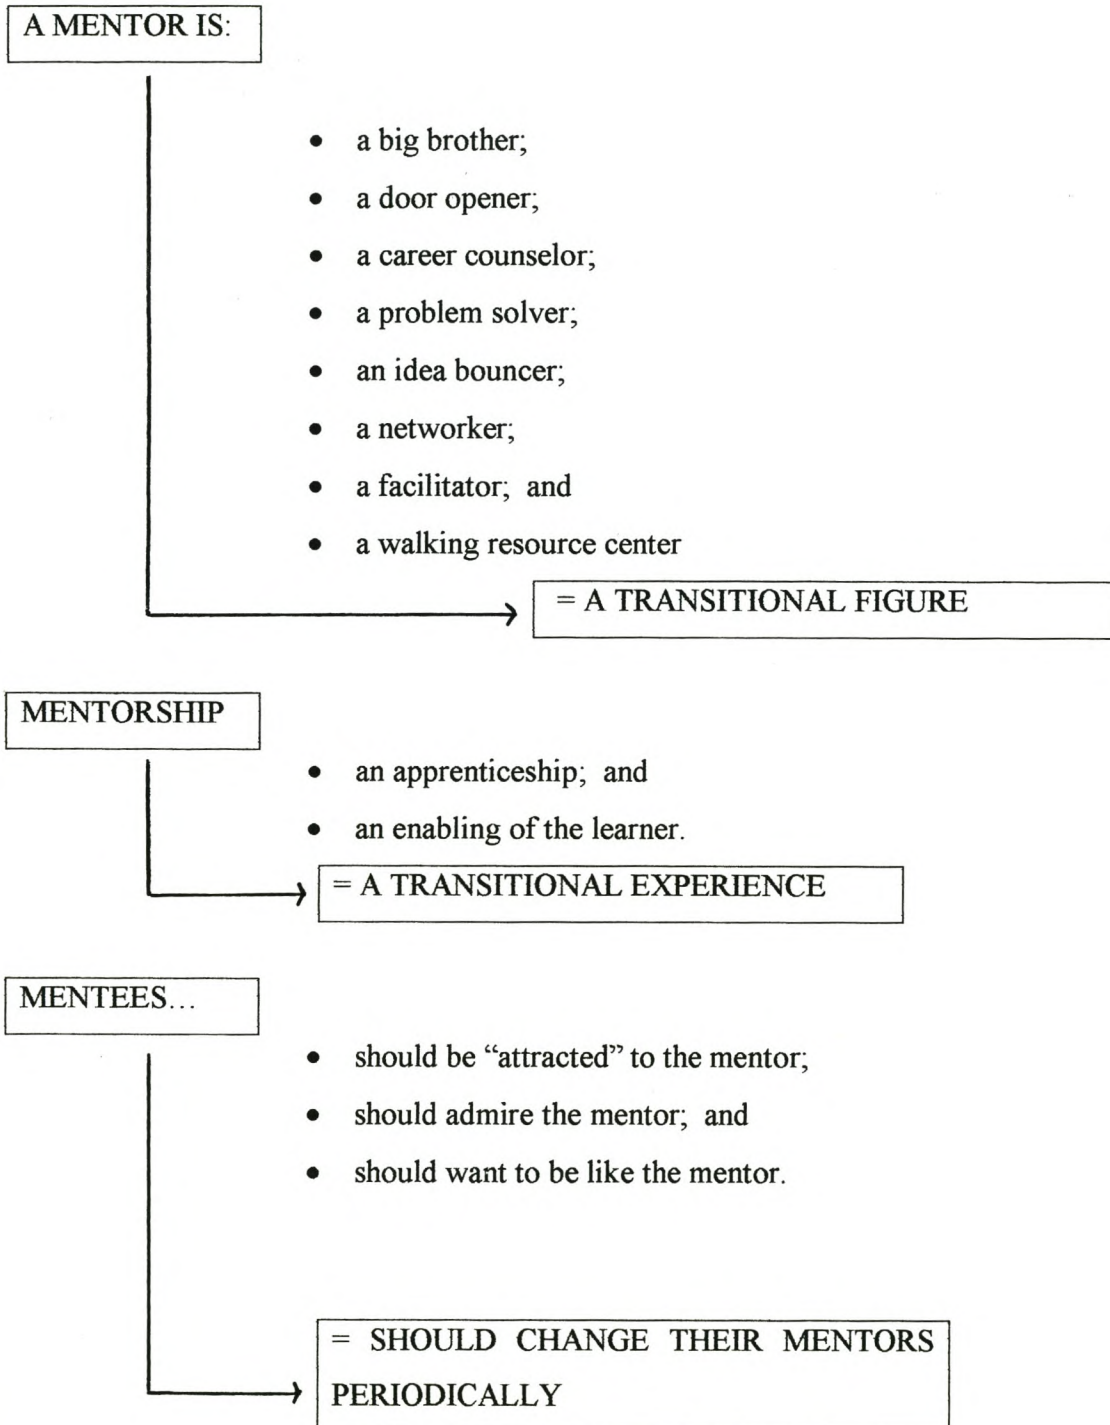 A MENTOR IS:
• a big brother;
• a door opener;
• a career counselor;
• a problem solver;
• an idea bouncer;
• a networker;
• a facilitator; and
• a walking resource center
= A TRANSITIONAL FIGURE
MENTORSHIP
• an apprenticeship; and
• an enabling of the learner.
= A TRANSITIONAL EXPERIENCE
MENTEES...
• should be “attracted” to the mentor;
• should admire the mentor; and
• should want to be like the mentor.
= SHOULD CHANGE THEIR MENTORS
PERIODICALLY